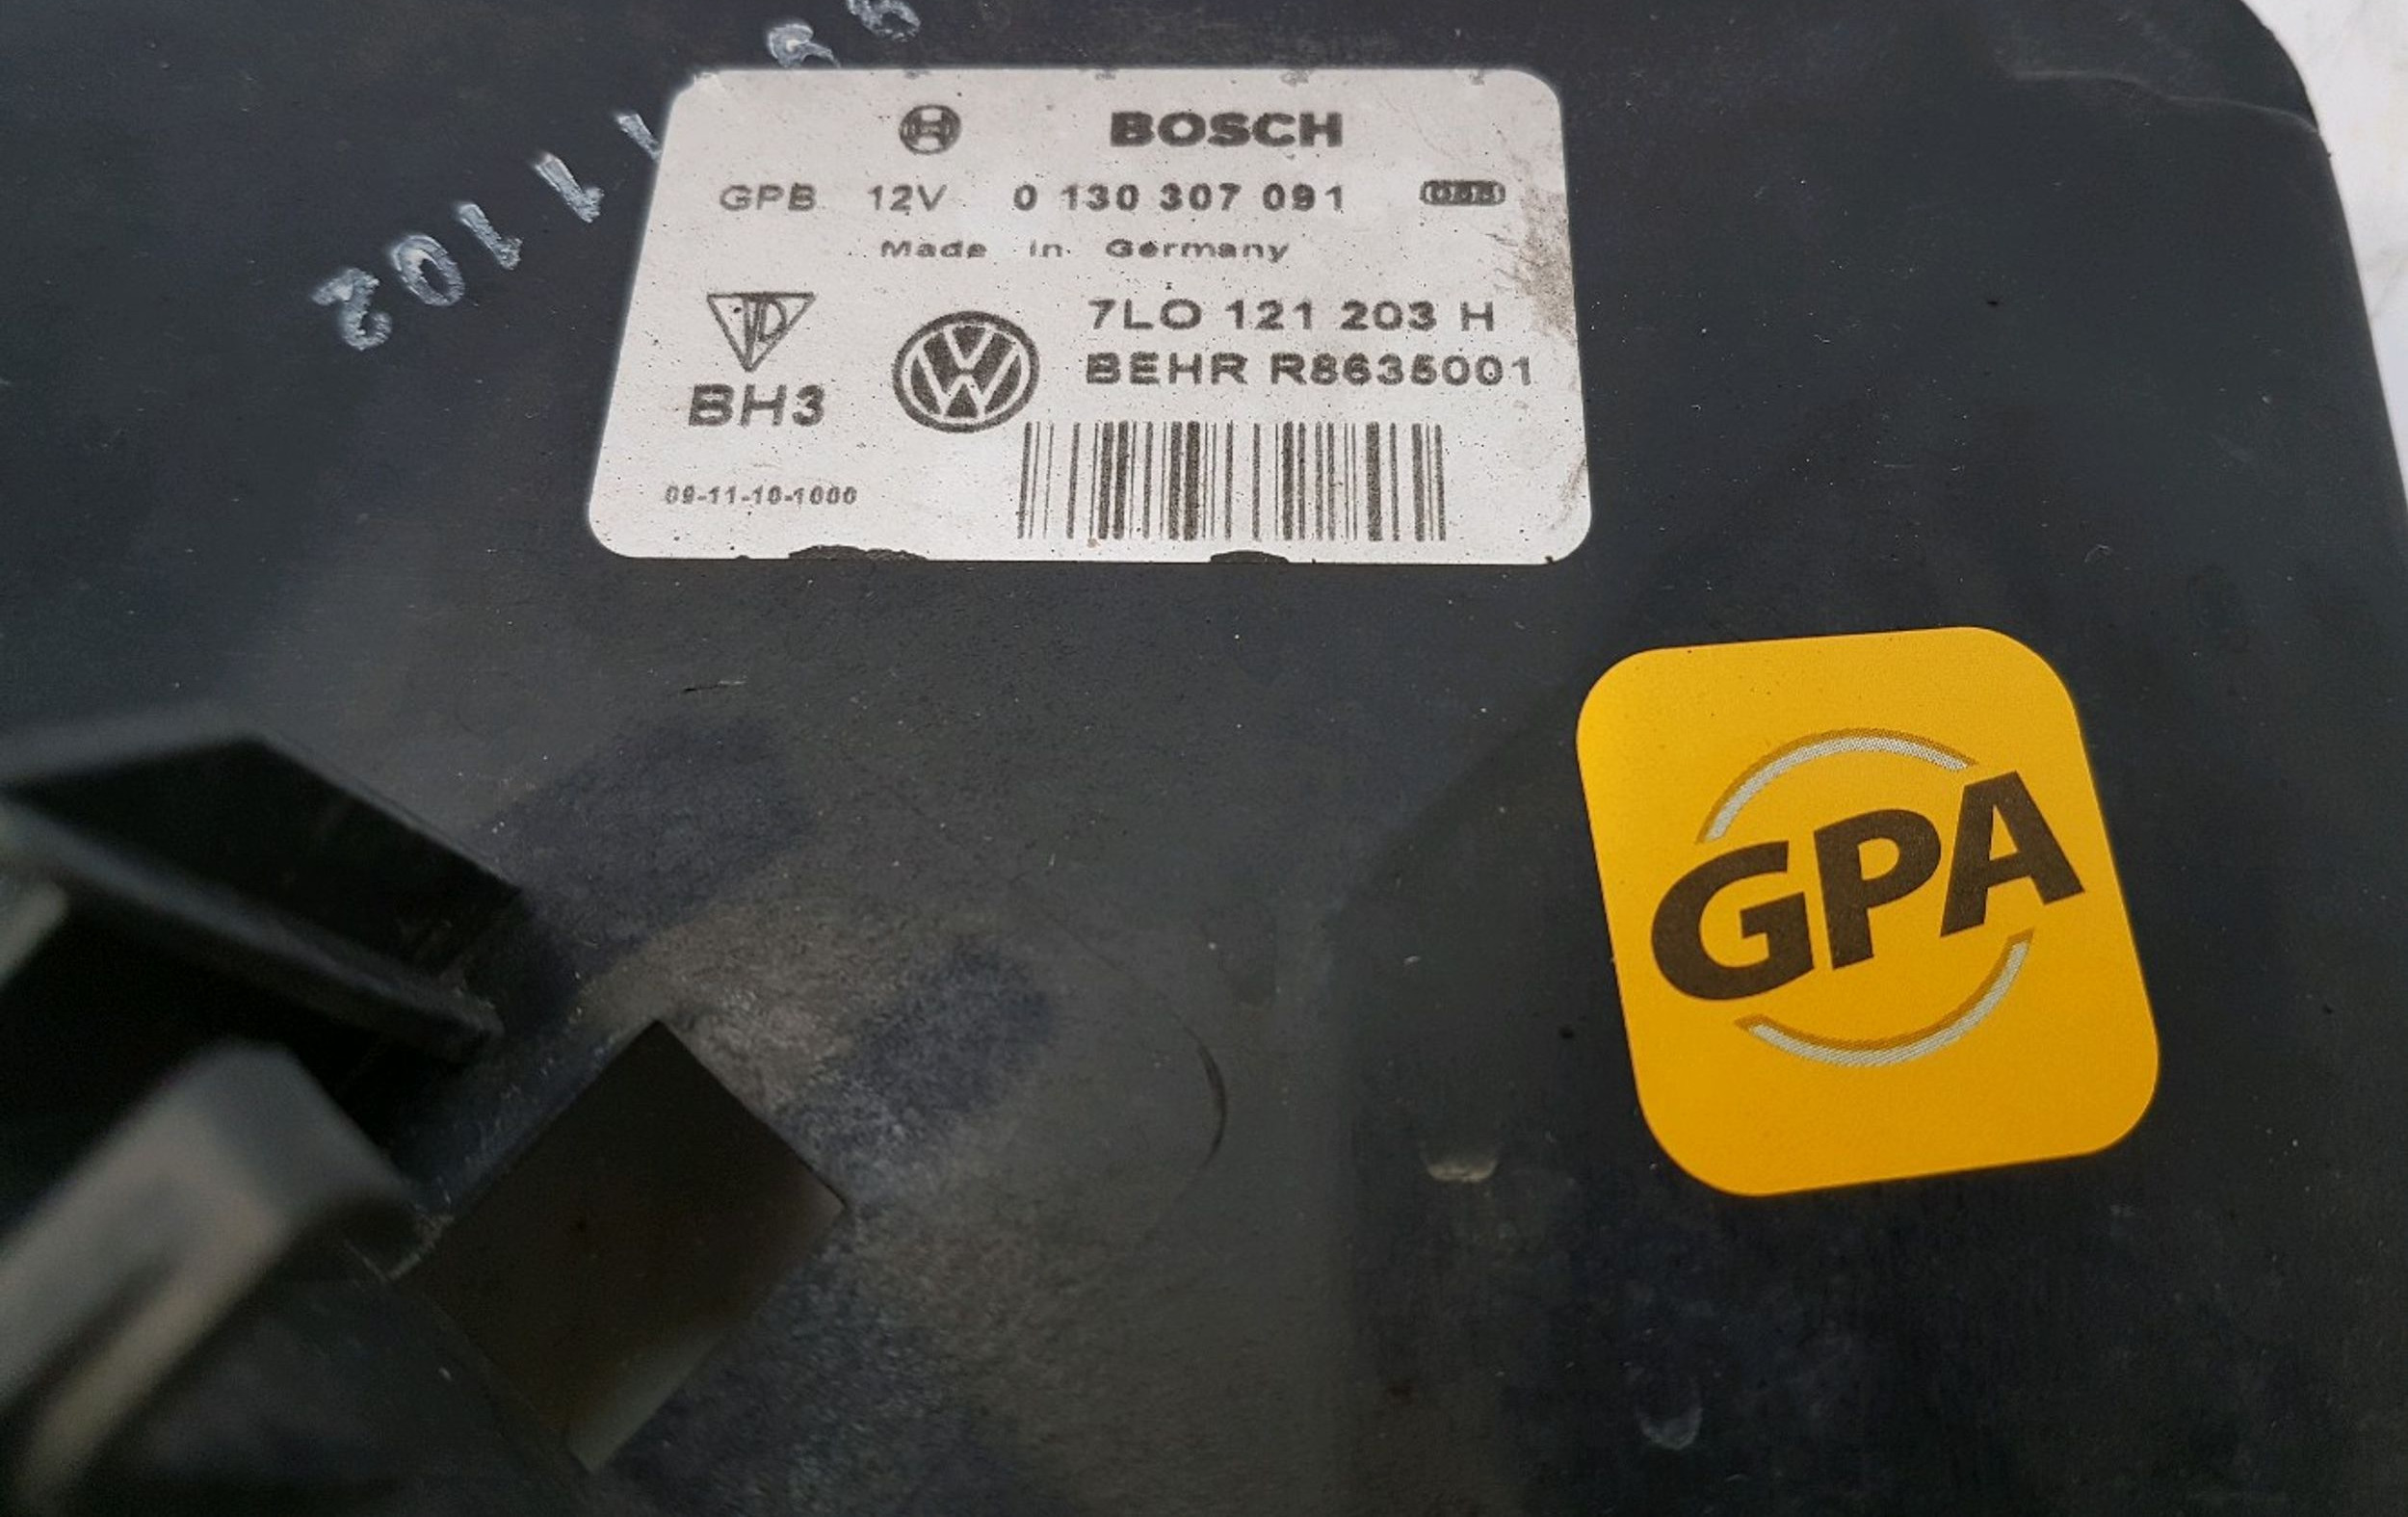 BOSCH
GPB 12V 0 130 307 091
Made in Germany
7LO 121 203 H
BEHR R8635001
BH3
09-11-10-1000
GPA